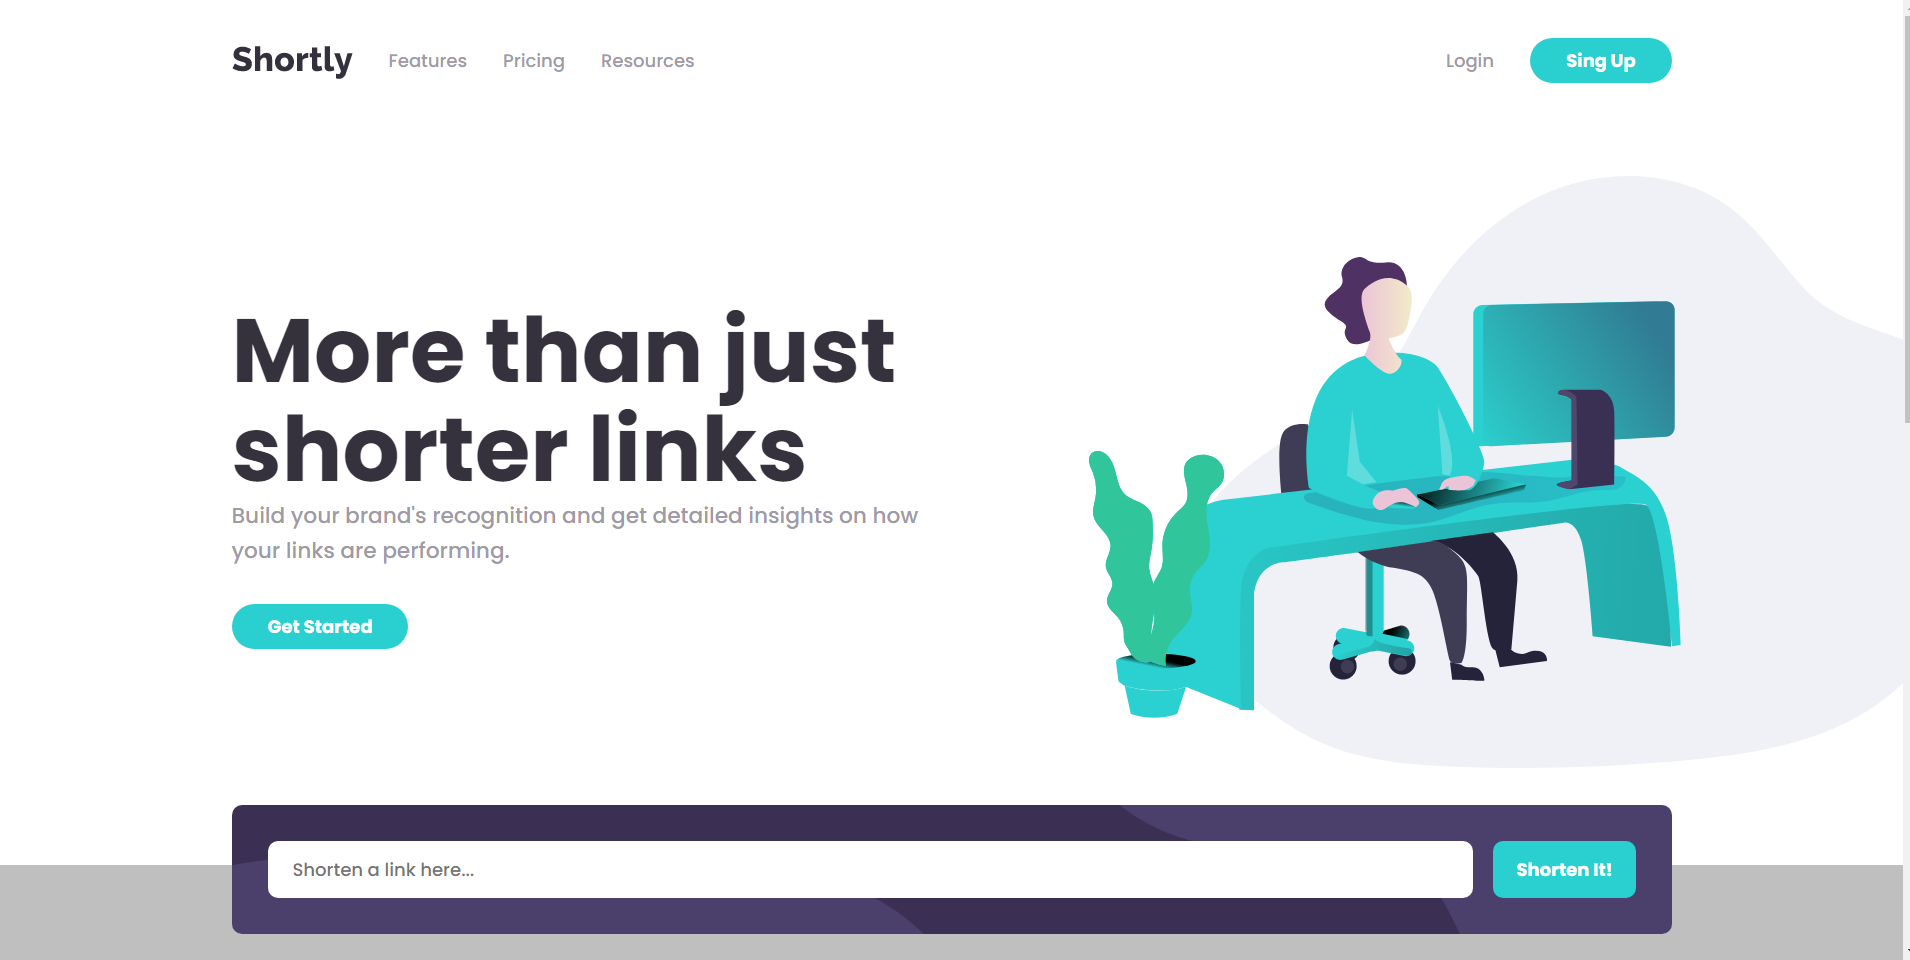 Shortly Features Pricing Resources Login Sing Up
More than just
shorter links
Build your brand's recognition and get detailed insights on how
your links are performing.
Get Started
Shorten a link here...
Shorten It!